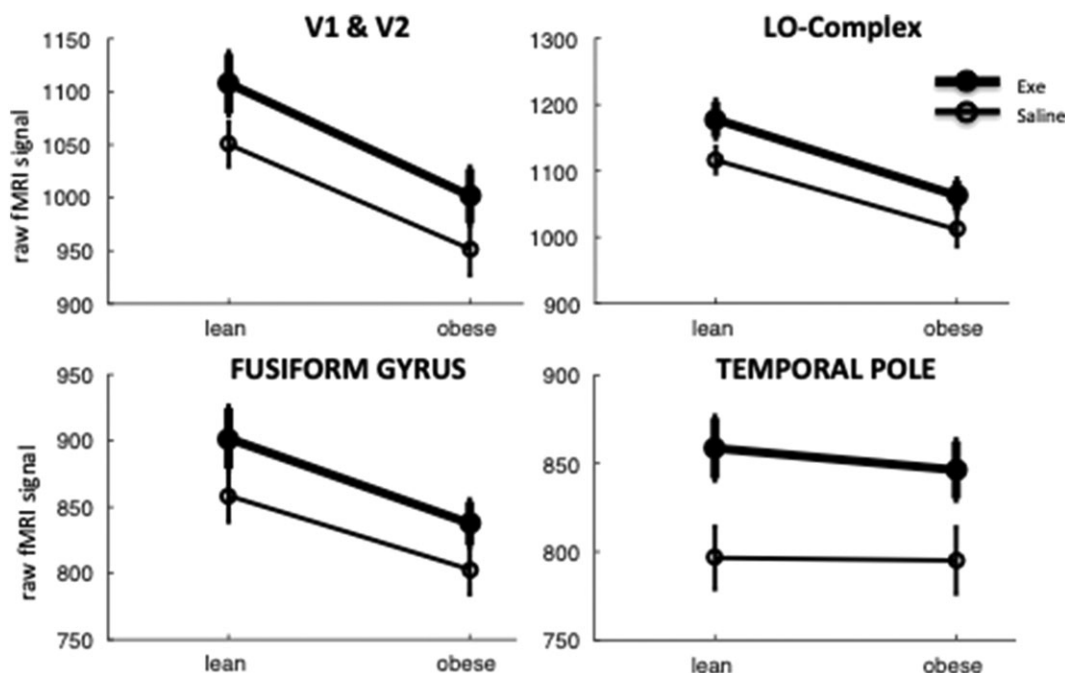 V1 & V2
raw fMRI signal
1150
1100
1050
1000
950
900
lean
obese
LO-Complex
1300
1200
1100
1000
900
lean
obese
Exe
Saline
FUSIFORM GYRUS
raw fMRI signal
950
900
850
800
750
lean
obese
TEMPORAL POLE
900
850
800
750
lean
obese